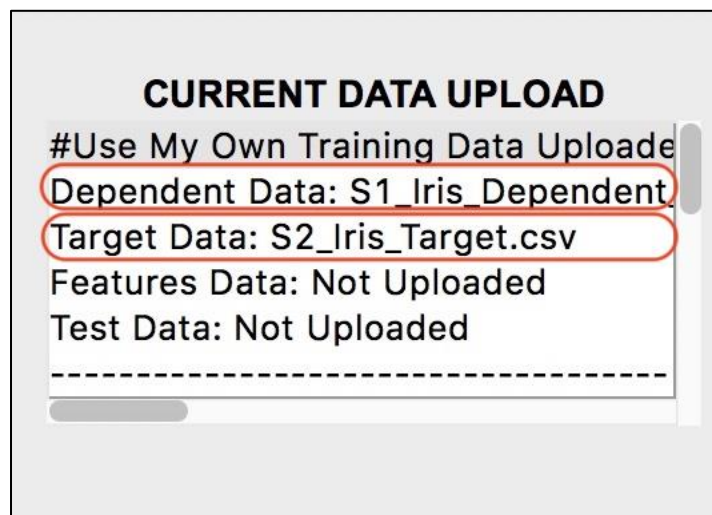 CURRENT DATA UPLOAD
#Use My Own Training Data Uploade
Dependent Data: S1_Iris_Dependent_
Target Data: S2_Iris_Target.csv
Features Data: Not Uploaded
Test Data: Not Uploaded
------------------------------------